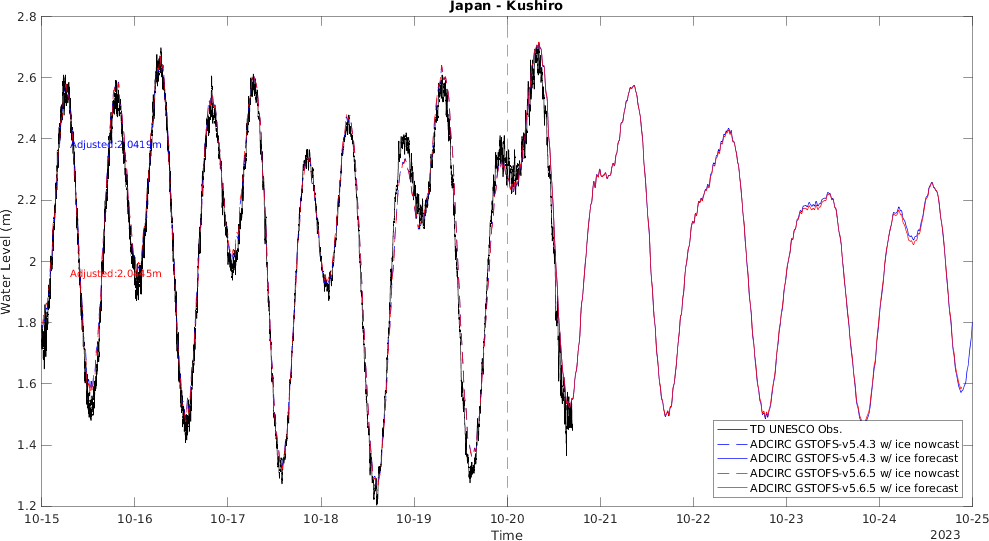 Japan - Kushiro
2.8
2.6
2.4
2.2
2
1.8
1.6
1.4
1.2
Water Level (m)
Adjusted:2.0419m
TD UNESCO Obs.
ADCIRC GSTOFS-v5.4.3 w/ ice nowcast
ADCIRC GSTOFS-v5.4.3 w/ ice forecast
ADCIRC GSTOFS-v5.6.5 w/ ice nowcast
ADCIRC GSTOFS-v5.6.5 w/ ice forecast
10-15 10-16 10-17 10-18 10-19 10-20 10-21 10-22 10-23 10-24 10-25
Time
2023